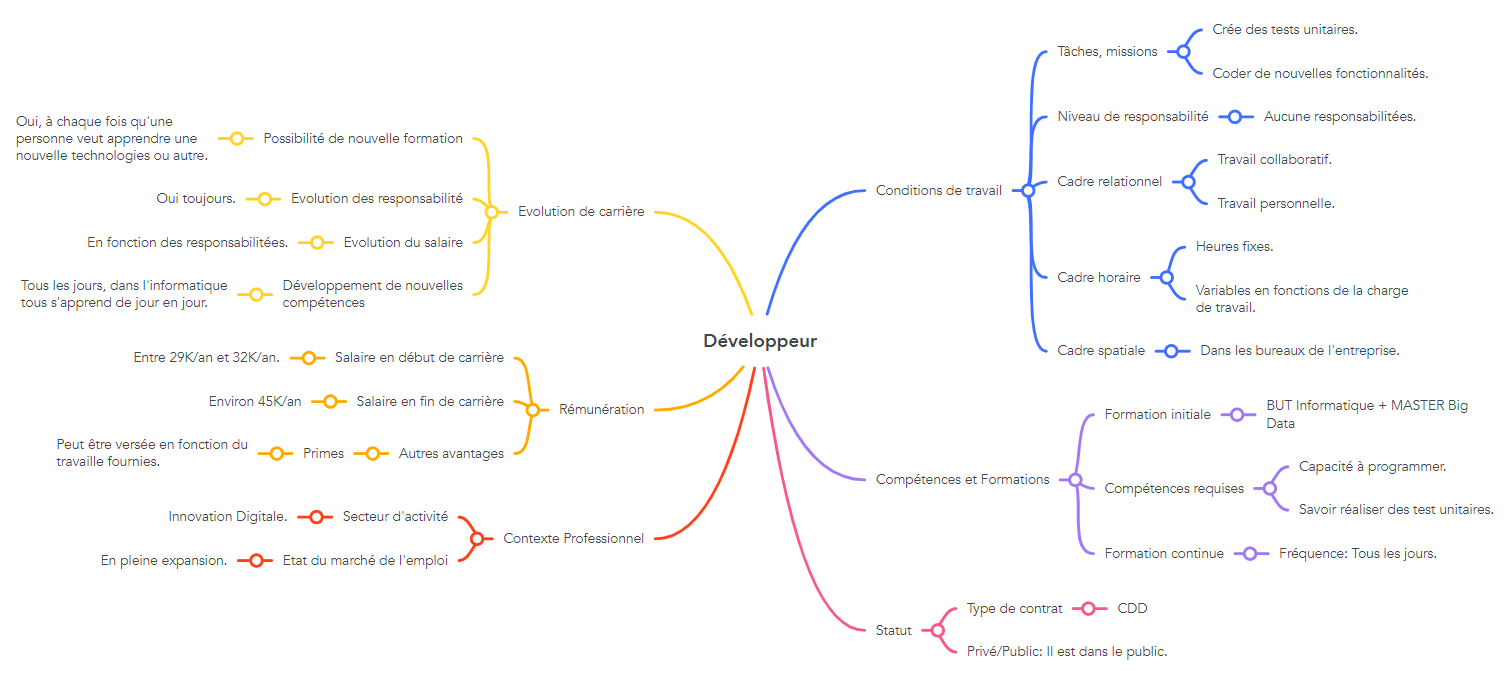 Développeur
Conditions de travail
Tâches, missions
Crée des tests unitaires.
Coder de nouvelles fonctionnalités.
Niveau de responsabilité
Aucune responsabilitées.
Cadre relationnel
Travail collaboratif.
Travail personnelle.
Cadre horaire
Heures fixes.
Variables en fonctions de la charge
de travail.
Cadre spatiale
Dans les bureaux de l'entreprise.
Compétences et Formations
Formation initiale
BUT Informatique + MASTER Big
Data
Compétences requises
Capacité à programmer.
Savoir réaliser des test unitaires.
Formation continue
Fréquence: Tous les jours.
Statut
Type de contrat
CDD
Privé/Public: Il est dans le public.
Evolution de carrière
Possibilité de nouvelle formation
Oui, à chaque fois qu'une
personne veut apprendre une
nouvelle technologies ou autre.
Evolution des responsabilité
Oui toujours.
Evolution du salaire
En fonction des responsabilitées.
Développement de nouvelles
compétences
Tous les jours, dans l'informatique
tous s'apprend de jour en jour.
Rémunération
Salaire en début de carrière
Entre 29K/an et 32K/an.
Salaire en fin de carrière
Environ 45K/an
Autres avantages
Primes
Peut être versée en fonction du
travaille fournies.
Contexte Professionnel
Secteur d'activité
Innovation Digitale.
Etat du marché de l'emploi
En pleine expansion.